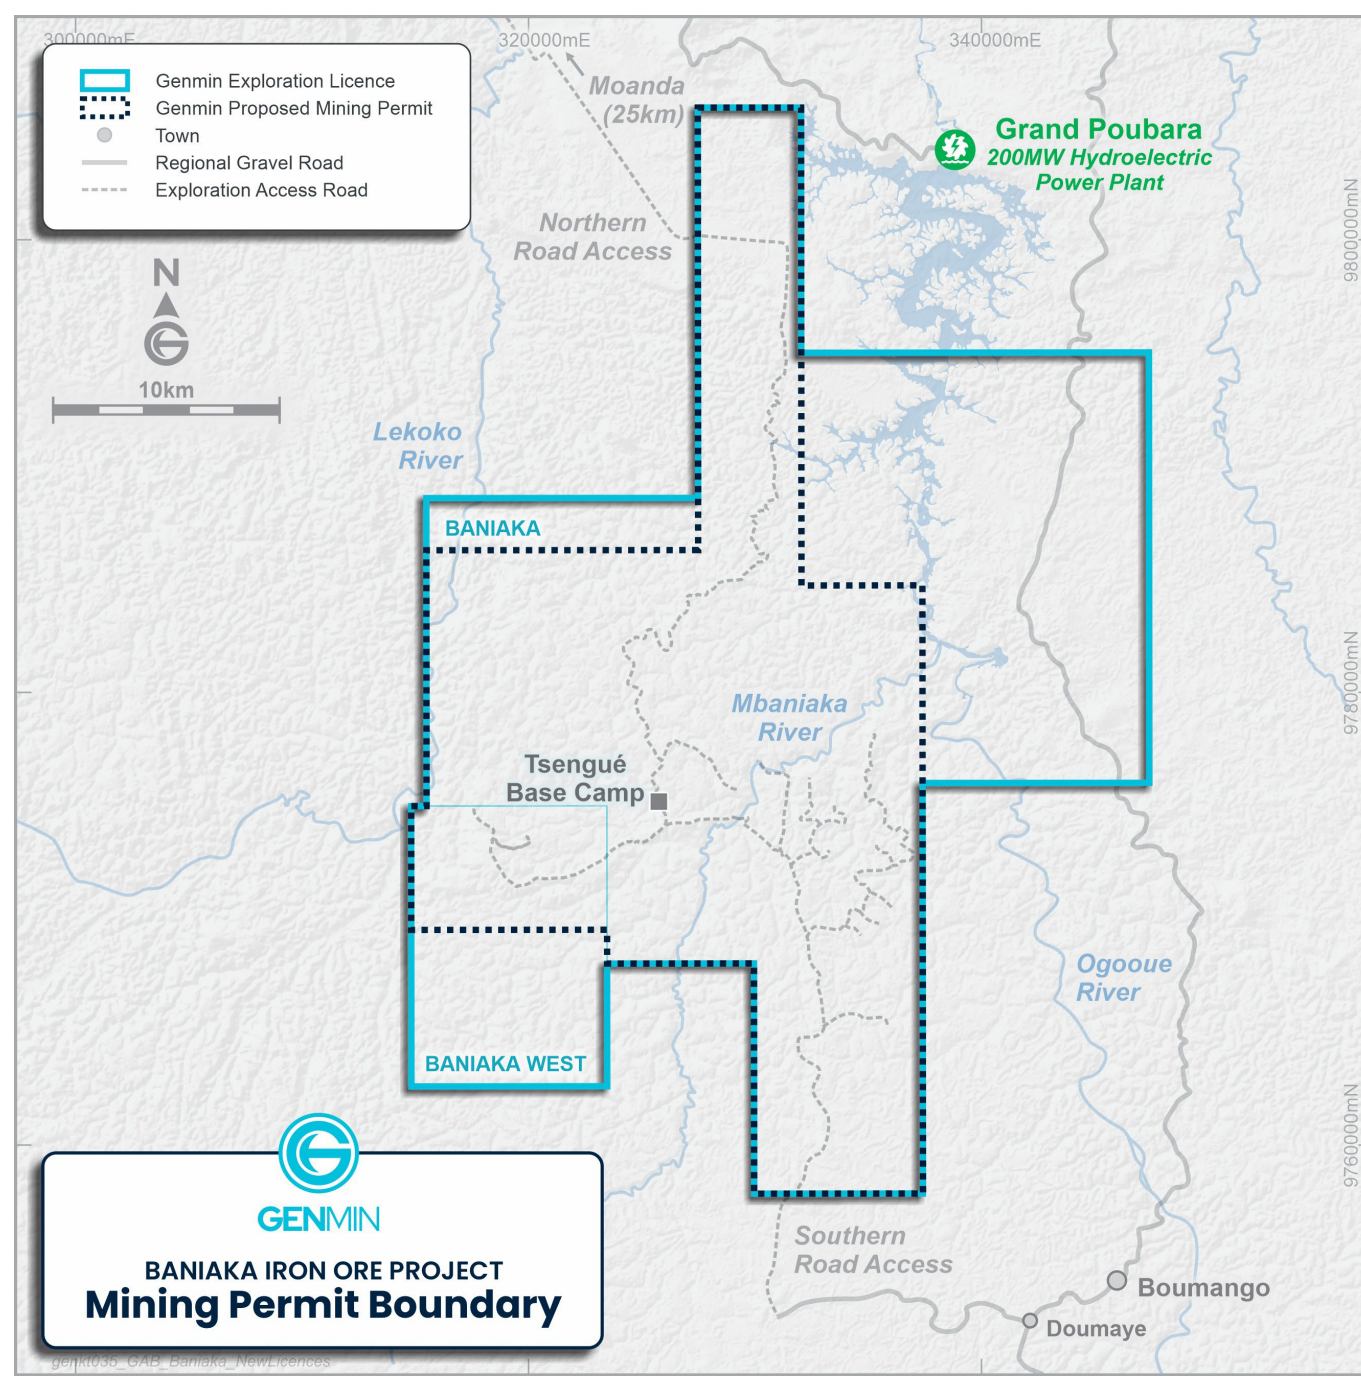 300000mE
320000mE
340000mE
Genmin Exploration Licence
Genmin Proposed Mining Permit
Town
Regional Gravel Road
Exploration Access Road
Moanda
(25km)
Grand Poubara
200MW Hydroelectric
Power Plant
Northern
Road Access
9800000mN
N
10km
Lekoko
River
BANIAKA
Mbaniaka
River
9780000mN
Tsengué
Base Camp
Ogooue
River
BANIAKA WEST
9760000mN
GENMIN
BANIAKA IRON ORE PROJECT
Mining Permit Boundary
Southern
Road Access
Boumango
Doumaye
genkt035_GAB_Baniaka_NewLicences